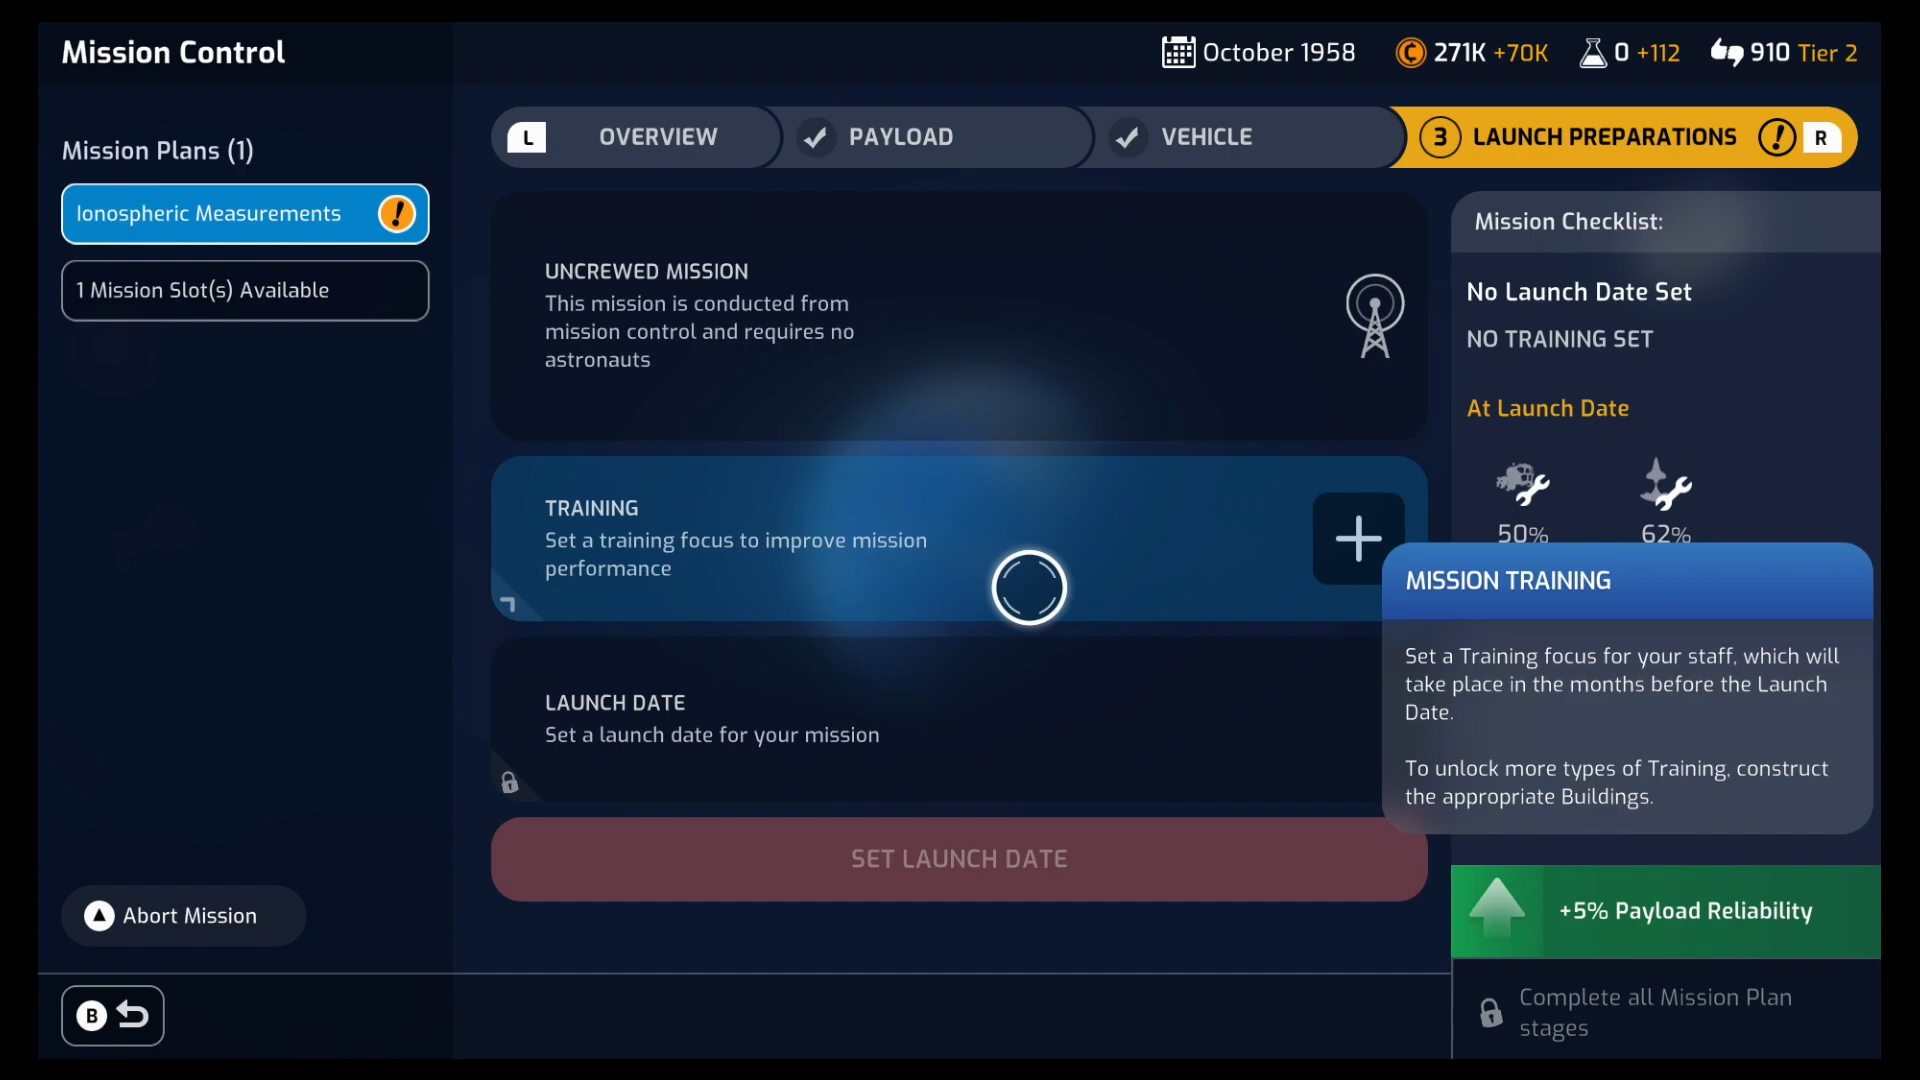 Mission Control
October 1958
271K +70K
0 +112
910 Tier 2
Mission Plans (1)
Ionospheric Measurements
1 Mission Slot(s) Available
L OVERVIEW
PAYLOAD
VEHICLE
3 LAUNCH PREPARATIONS ! R
UNCREWED MISSION
This mission is conducted from
mission control and requires no
astronauts
TRAINING
Set a training focus to improve mission
performance
LAUNCH DATE
Set a launch date for your mission
SET LAUNCH DATE
Mission Checklist:
No Launch Date Set
NO TRAINING SET
At Launch Date
50% 62%
MISSION TRAINING
Set a Training focus for your staff, which will
take place in the months before the Launch
Date.
To unlock more types of Training, construct
the appropriate Buildings.
+5% Payload Reliability
Complete all Mission Plan
stages
Abort Mission
B